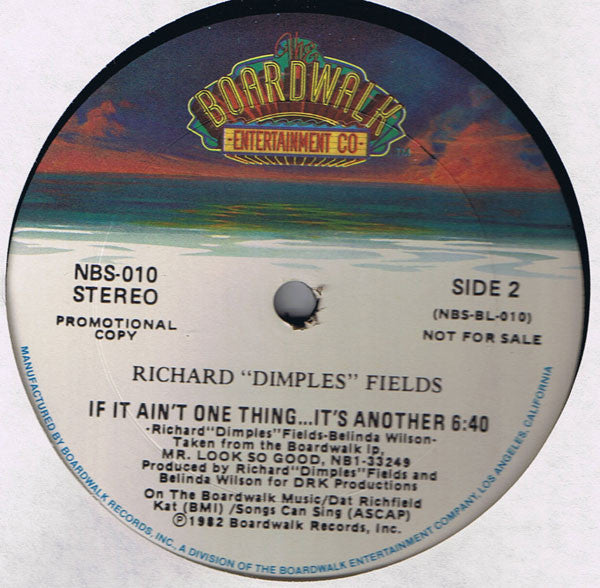 The
BOARDWALK
-ENTERTAINMENT CO-
TM
NBS-010
STEREO
PROMOTIONAL
COPY
SIDE 2
(NBS-BL-010)
NOT FOR SALE
RICHARD "DIMPLES" FIELDS
IF IT AIN'T ONE THING...IT'S ANOTHER 6:40
-Richard"Dimples"Fields-Belinda Wilson-
Taken from the Boardwalk lp,
MR. LOOK SO GOOD, NB1-33249
Produced by Richard"Dimples"Fields and
Belinda Wilson for DRK Productions
On The Boardwalk Music/Dat Richfield
Kat (BMI) /Songs Can Sing (ASCAP)
Ⓟ©1982 Boardwalk Records, Inc.
MANUFACTURED BY BOARDWALK RECORDS, INC., A DIVISION OF THE BOARDWALK ENTERTAINMENT COMPANY, LOS ANGELES, CALIFORNIA